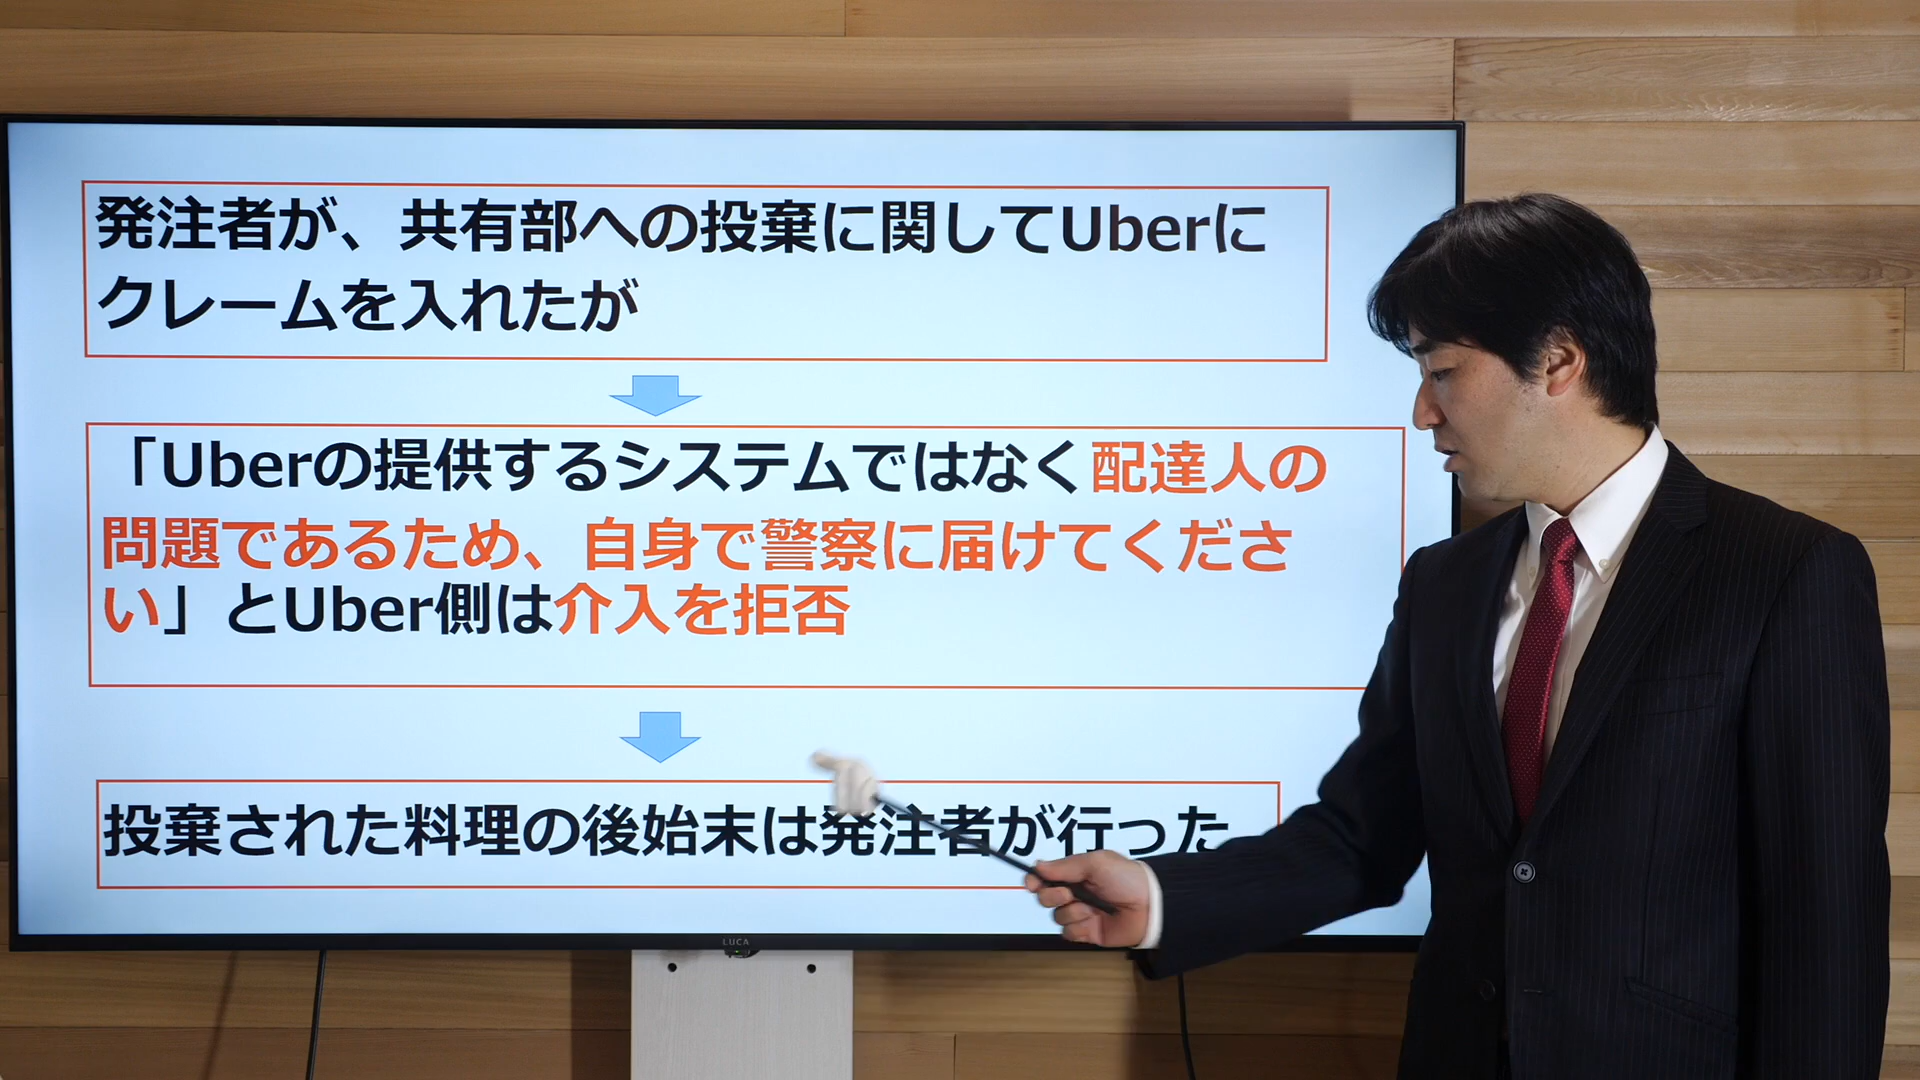 発注者が、共有部への投棄に関してUberに
クレームを入れたが
「Uberの提供するシステムではなく配達人の
問題であるため、自身で警察に届けてくださ
い」とUber側は介入を拒否
投棄された料理の後始末は発注者が行った
LUCA